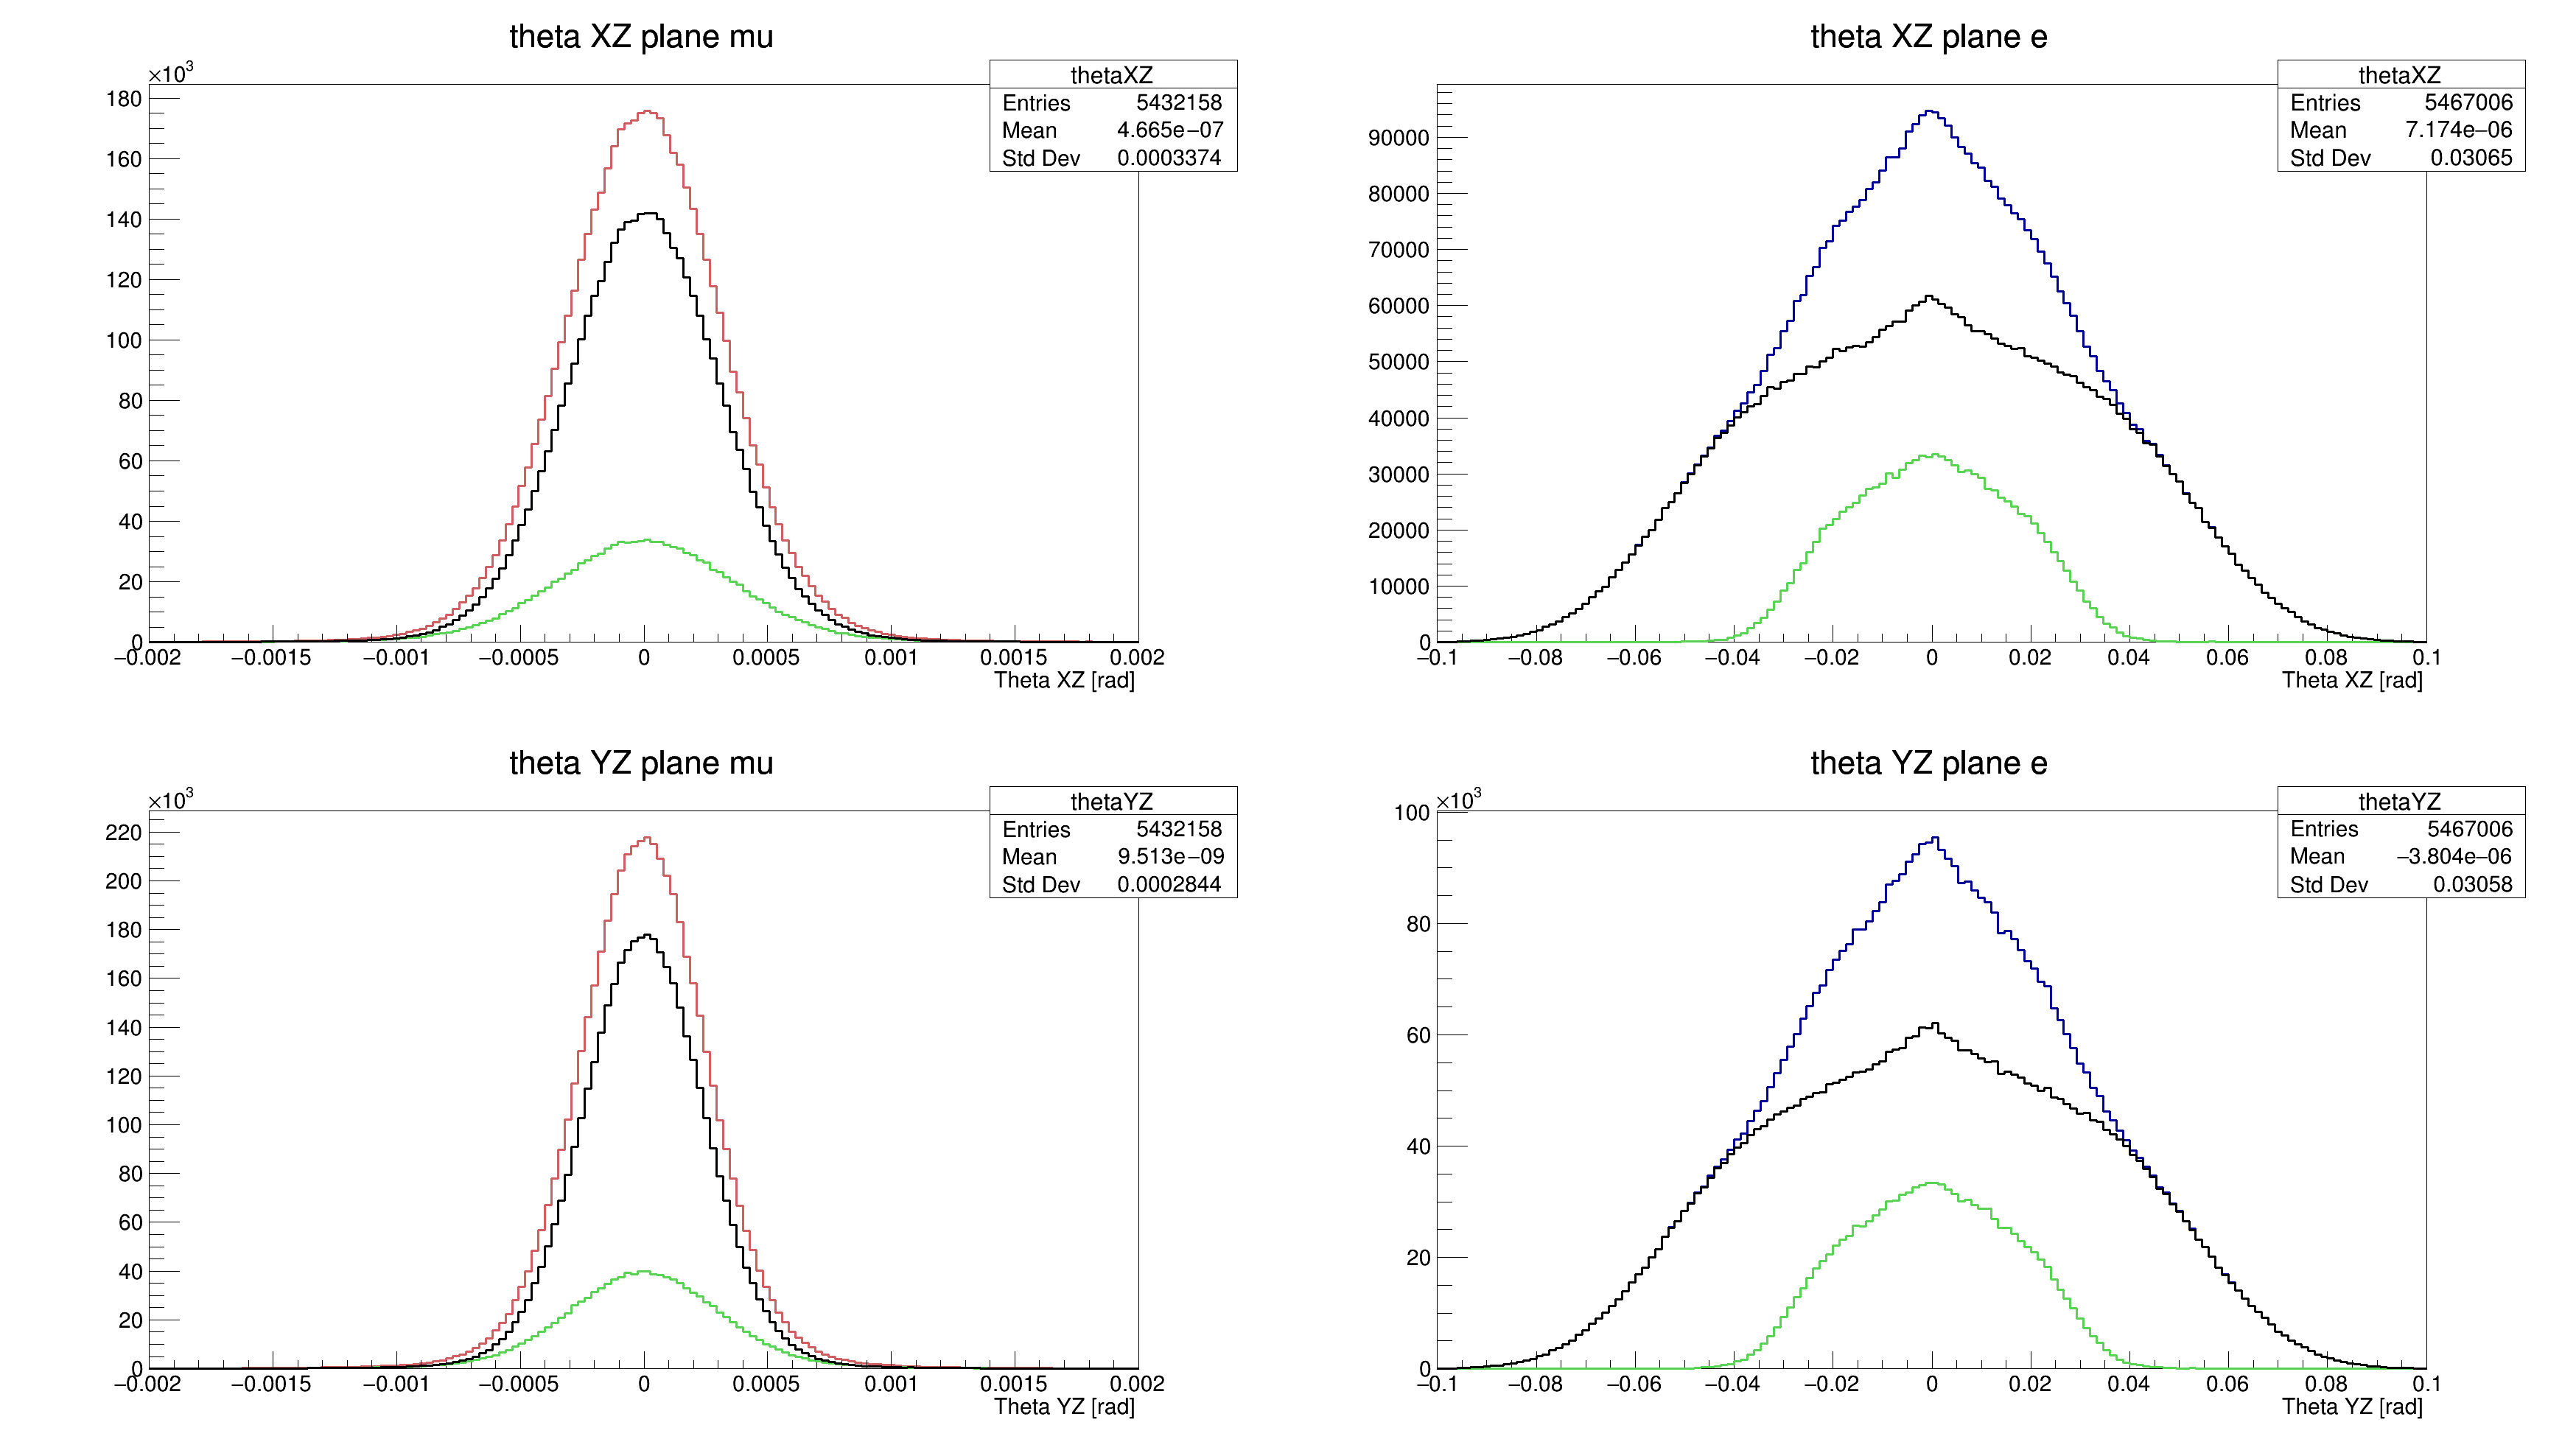 theta XZ plane mu
×10³
thetaXZ
Entries 5432158
Mean 4.665e−07
Std Dev 0.0003374
180
160
140
120
100
80
60
40
20
0
−0.002 −0.0015 −0.001 −0.0005 0 0.0005 0.001 0.0015 0.002
Theta XZ [rad]
theta XZ plane e
thetaXZ
Entries 5467006
Mean 7.174e−06
Std Dev 0.03065
90000
80000
70000
60000
50000
40000
30000
20000
10000
0
−0.1 −0.08 −0.06 −0.04 −0.02 0 0.02 0.04 0.06 0.08 0.1
Theta XZ [rad]
theta YZ plane mu
×10³
thetaYZ
Entries 5432158
Mean 9.513e−09
Std Dev 0.0002844
220
200
180
160
140
120
100
80
60
40
20
0
−0.002 −0.0015 −0.001 −0.0005 0 0.0005 0.001 0.0015 0.002
Theta YZ [rad]
theta YZ plane e
×10³
thetaYZ
Entries 5467006
Mean −3.804e−06
Std Dev 0.03058
100
80
60
40
20
0
−0.1 −0.08 −0.06 −0.04 −0.02 0 0.02 0.04 0.06 0.08 0.1
Theta YZ [rad]